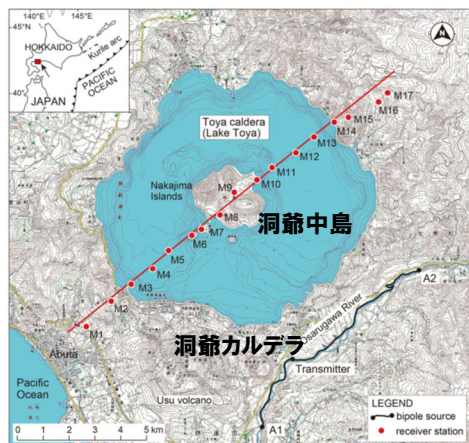 140°E
145°E
45°N
HOKKAIDO
Kurile arc
40°
JAPAN
PACIFIC
OCEAN
N
Toya caldera
(Lake Toya)
Nakajima
Islands
洞爺中島
M17
M16
M15
M14
M13
M12
M11
M10
M9
M8
M7
M6
M5
M4
M3
M2
M1
洞爺カルデラ
Osarugawa River
A2
Transmitter
Abuta
Pacific
Ocean
Usu volcano
A1
0 1 2 3 4 5 km
LEGEND
bipole source
receiver station